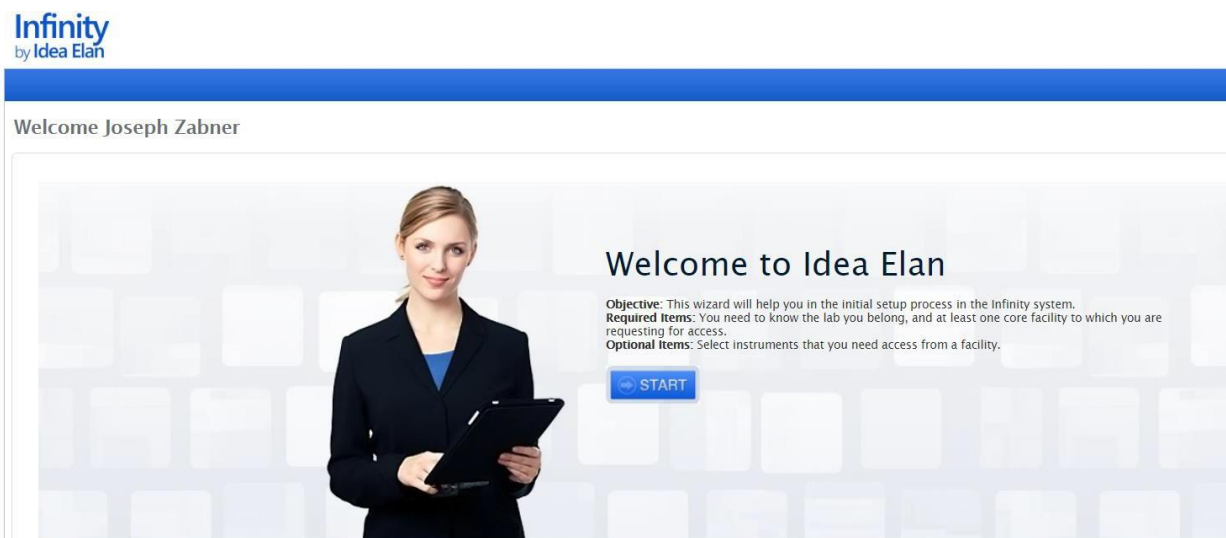 Infinity
by Idea Elan
Welcome Joseph Zabner
Welcome to Idea Elan
Objective: This wizard will help you in the initial setup process in the Infinity system.
Required Items: You need to know the lab you belong, and at least one core facility to which you are
requesting for access.
Optional Items: Select instruments that you need access from a facility.
START